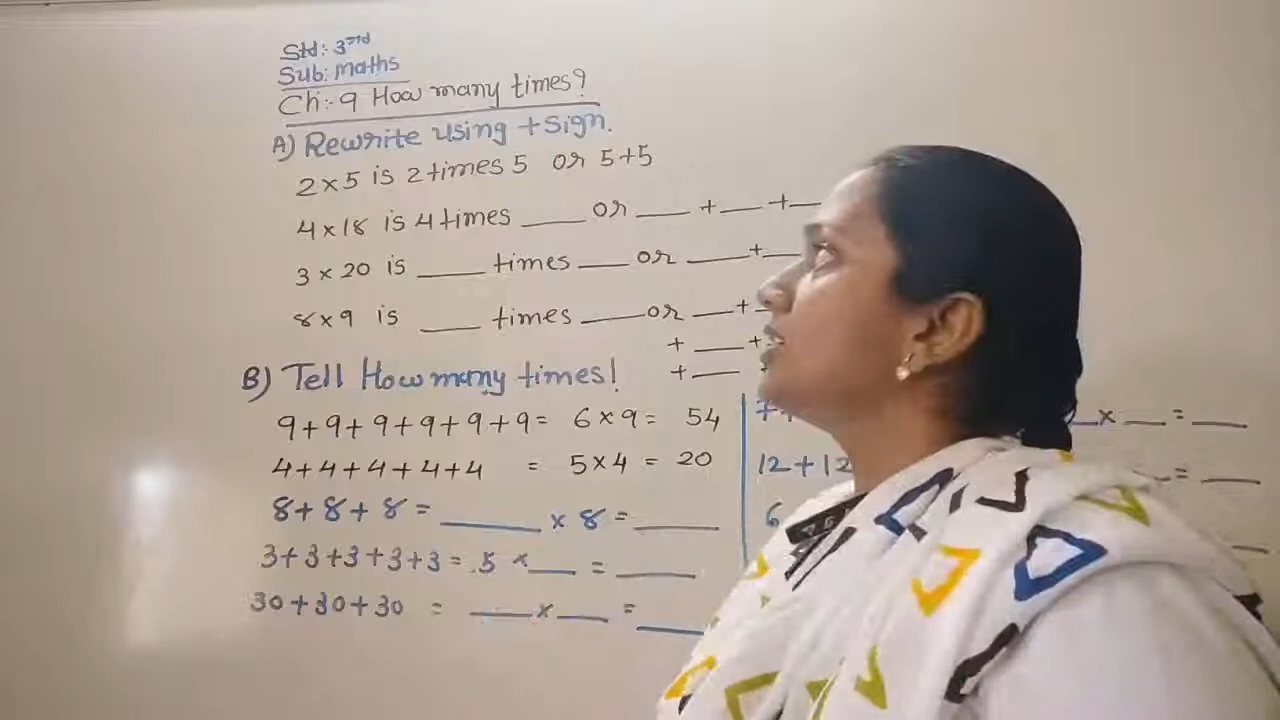 Std: 3rd
Sub: Maths
Ch:- 9 How many times?
A) Rewrite using + Sign.
2 × 5 is 2 times 5 or 5+5
4 × 18 is 4 times ____ or ____ + ____ + ____
3 × 20 is ____ times ____ or ____ + ____
8 × 9 is ____ times ____ or ____ +
+ ____ +
+ ____
B) Tell How many times!
9+9+9+9+9+9= 6×9= 54
4+4+4+4+4 = 5×4 = 20
8+8+8 = ____ × 8 = ____
3+3+3+3+3 = 5 × ____ = ____
30+30+30 = ____ × ____ = ____
× ____ = ____
12+12
= ____
6